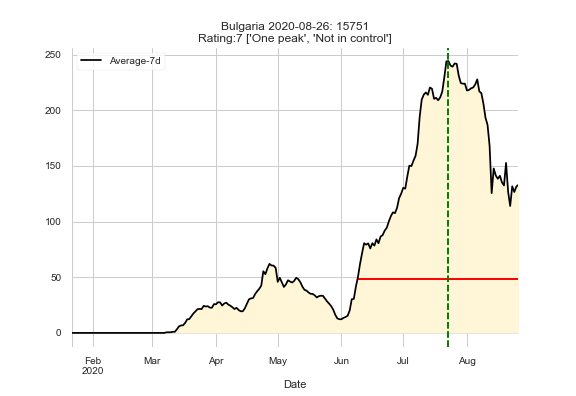 Bulgaria 2020-08-26: 15751
Rating:7 ['One peak', 'Not in control']
Average-7d
250
200
150
100
50
0
Feb
2020
Mar
Apr
May
Jun
Jul
Aug
Date